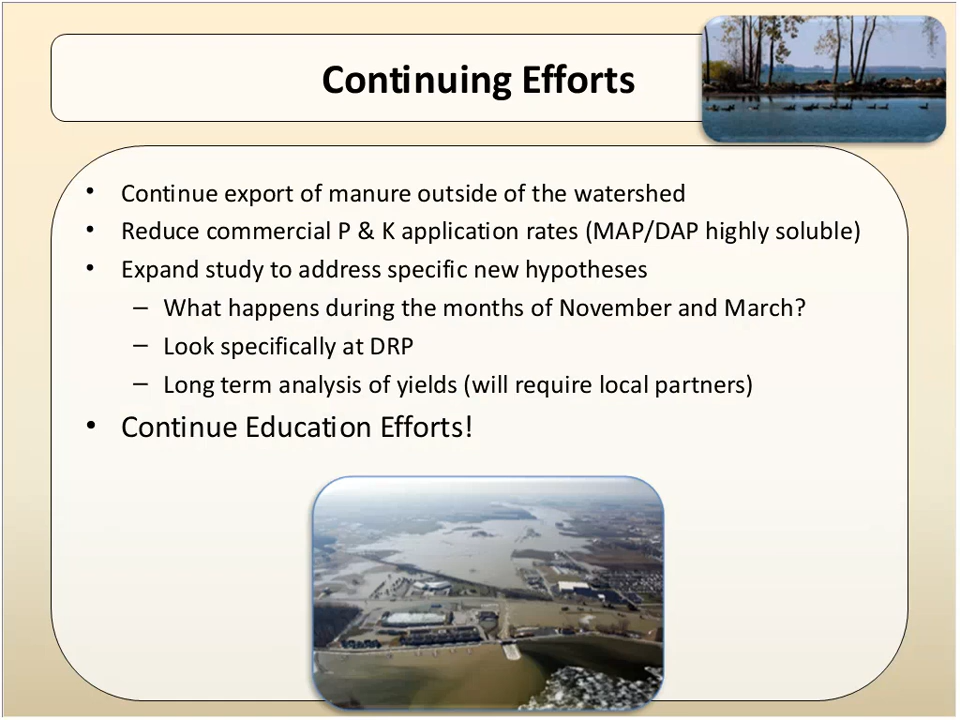 Continuing Efforts
• Continue export of manure outside of the watershed
• Reduce commercial P & K application rates (MAP/DAP highly soluble)
• Expand study to address specific new hypotheses
– What happens during the months of November and March?
– Look specifically at DRP
– Long term analysis of yields (will require local partners)
• Continue Education Efforts!